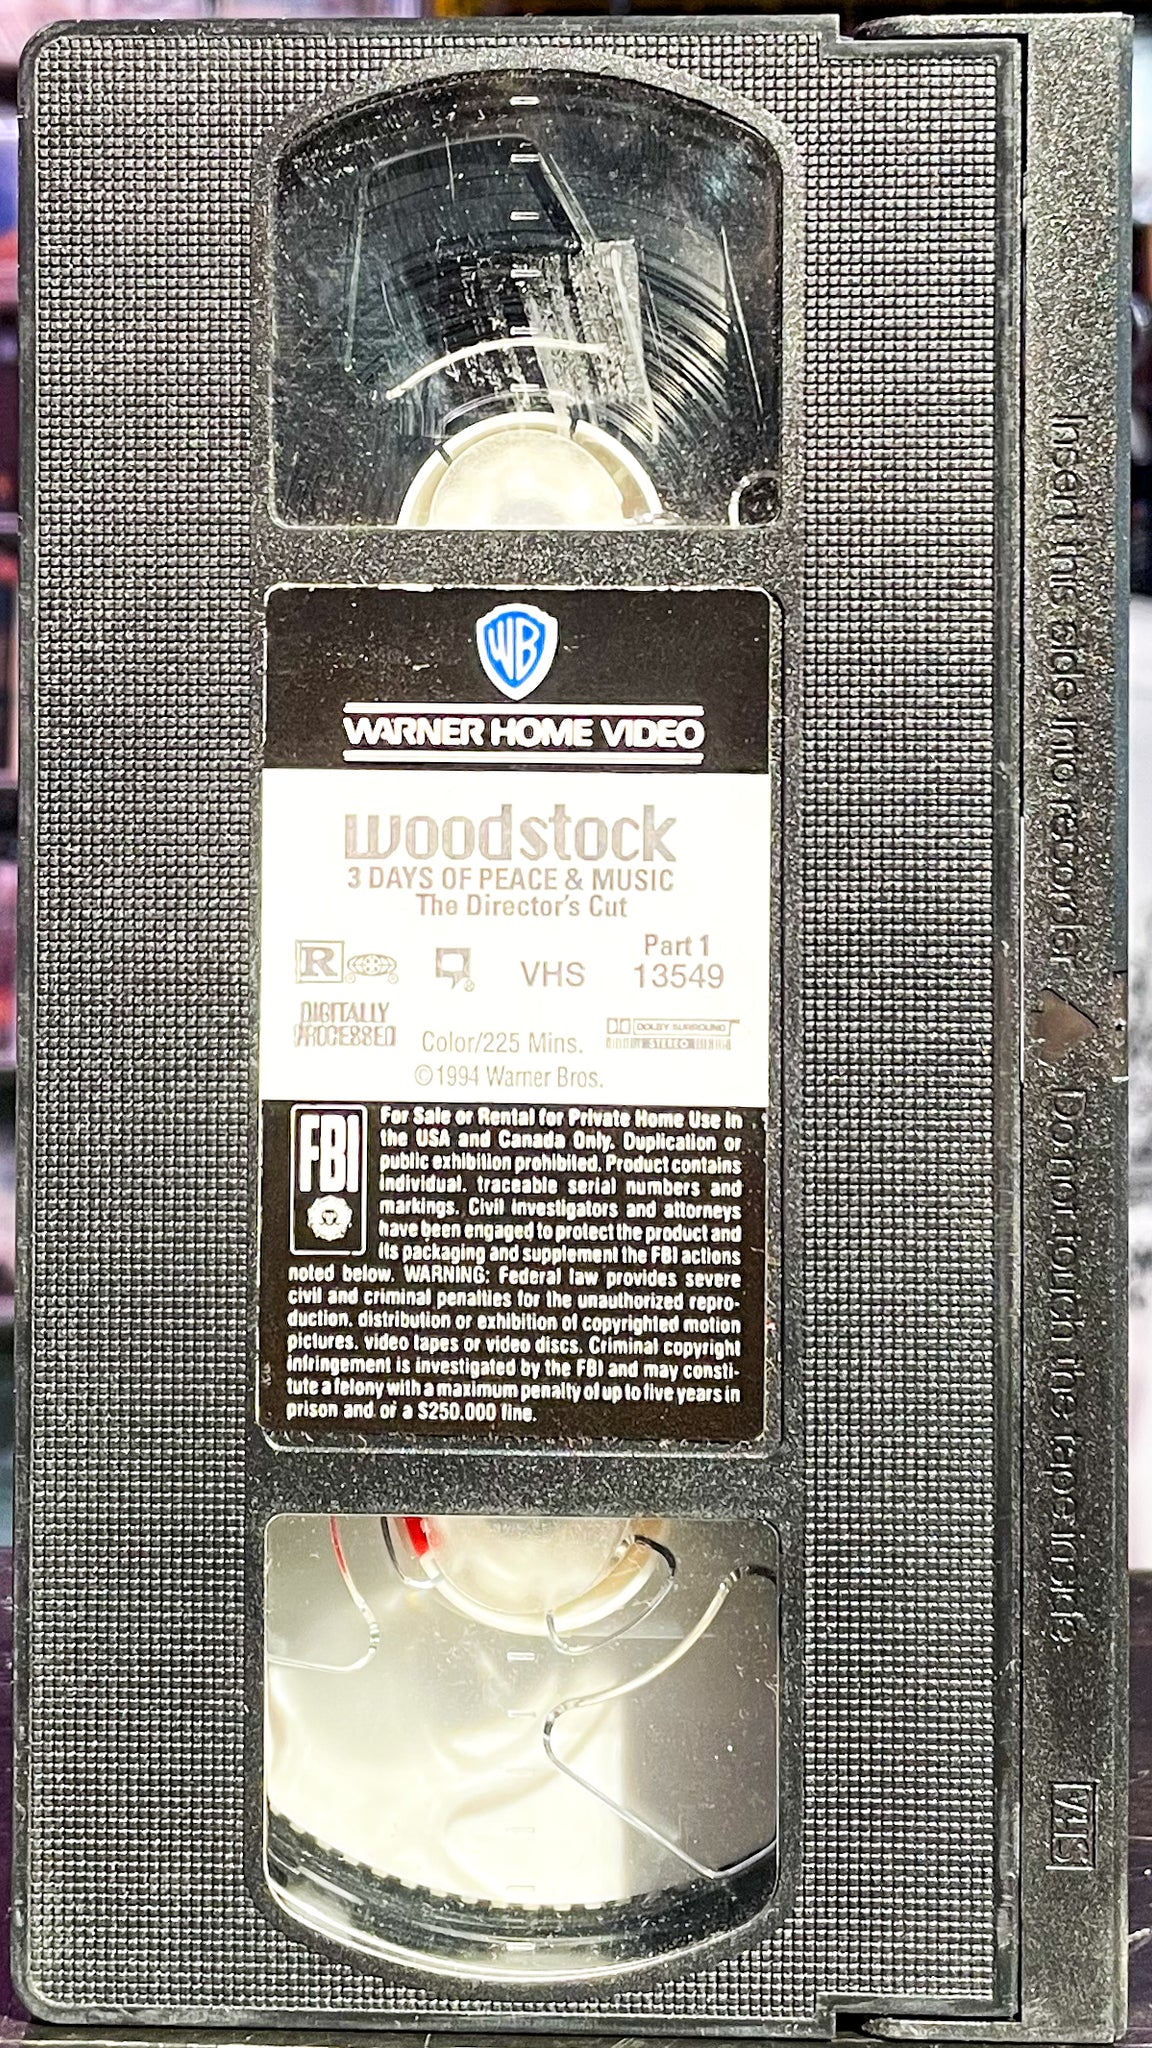 WB
WARNER HOME VIDEO
woodstock
3 DAYS OF PEACE & MUSIC
The Director's Cut
R
VHS
Part 1
13549
DIGITALLY
PROCESSED
Color/225 Mins.
DOLBY SURROUND
STEREO
©1994 Warner Bros.
FBI
For Sale or Rental for Private Home Use in
the USA and Canada Only. Duplication or
public exhibition prohibited. Product contains
individual, traceable serial numbers and
markings. Civil investigators and attorneys
have been engaged to protect the product and
its packaging and supplement the FBI actions
noted below. WARNING: Federal law provides severe
civil and criminal penalties for the unauthorized repro-
duction, distribution or exhibition of copyrighted motion
pictures, video tapes or video discs. Criminal copyright
infringement is investigated by the FBI and may consti-
tute a felony with a maximum penalty of up to five years in
prison and or a $250,000 fine.
Insert this side into recorder Do not touch the tape inside
VHS